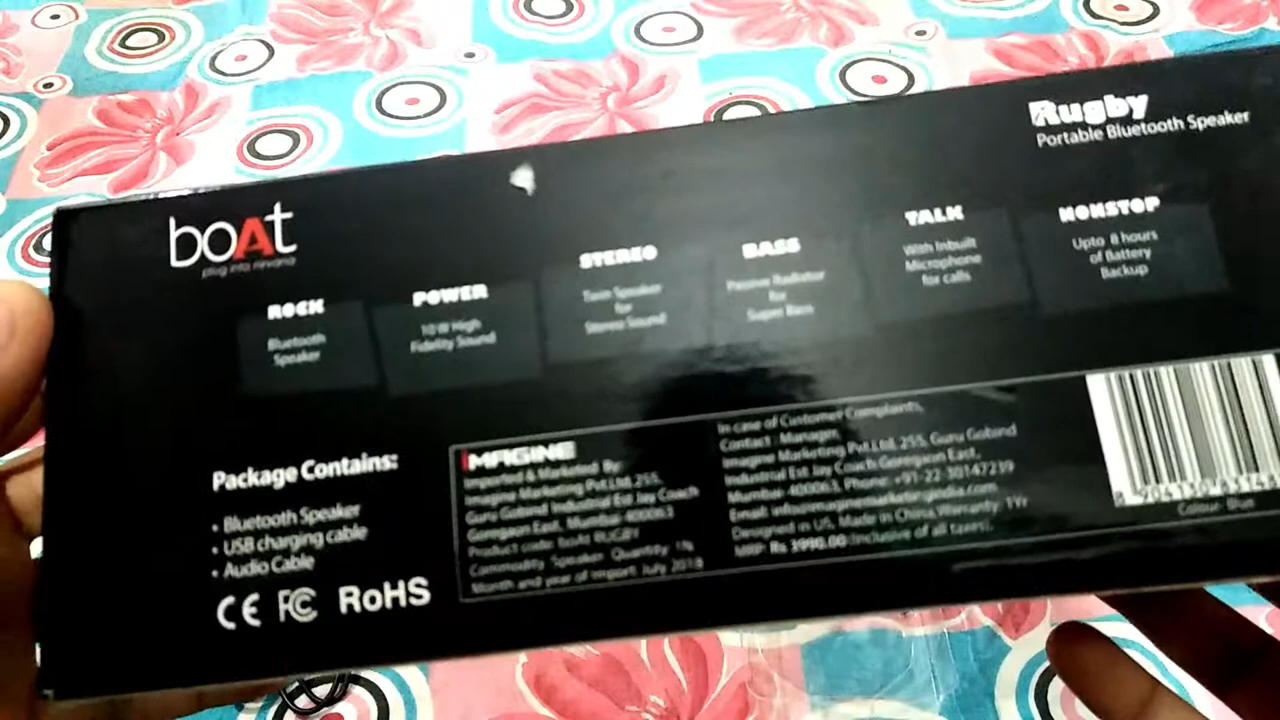 Rugby
Portable Bluetooth Speaker
boAt
plug into nirvana
ROCK
Bluetooth
Speaker
POWER
10W High
Fidelity Sound
STEREO
Twin Speaker
for
Stereo Sound
BASS
Passive Radiator
for
Super Bass
TALK
With Inbuilt
Microphone
for calls
NONSTOP
Upto 8 hours
of Battery
Backup
Package Contains:
• Bluetooth Speaker
• USB charging cable
• Audio Cable
CE FC RoHS
IMAGINE
Imported & Marketed By:
Imagine Marketing Pvt.Ltd, 255,
Guru Gobind Industrial Est Jay Coach
Goregaon East, Mumbai-400063
Product code: boAt RUGBY
Commodity: Speaker Quantity: 1N
Month and year of import: July 2018
In case of Customer Complaints,
Contact : Manager,
Imagine Marketing Pvt.Ltd, 255, Guru Gobind
Industrial Est Jay Coach Goregaon East,
Mumbai-400063, Phone: +91-22-30147239
Email: info@imaginemarketingindia.com
Designed in US, Made in China, Warranty: 1Yr
MRP: Rs 3990.00 (Inclusive of all taxes).
Colour: Blue